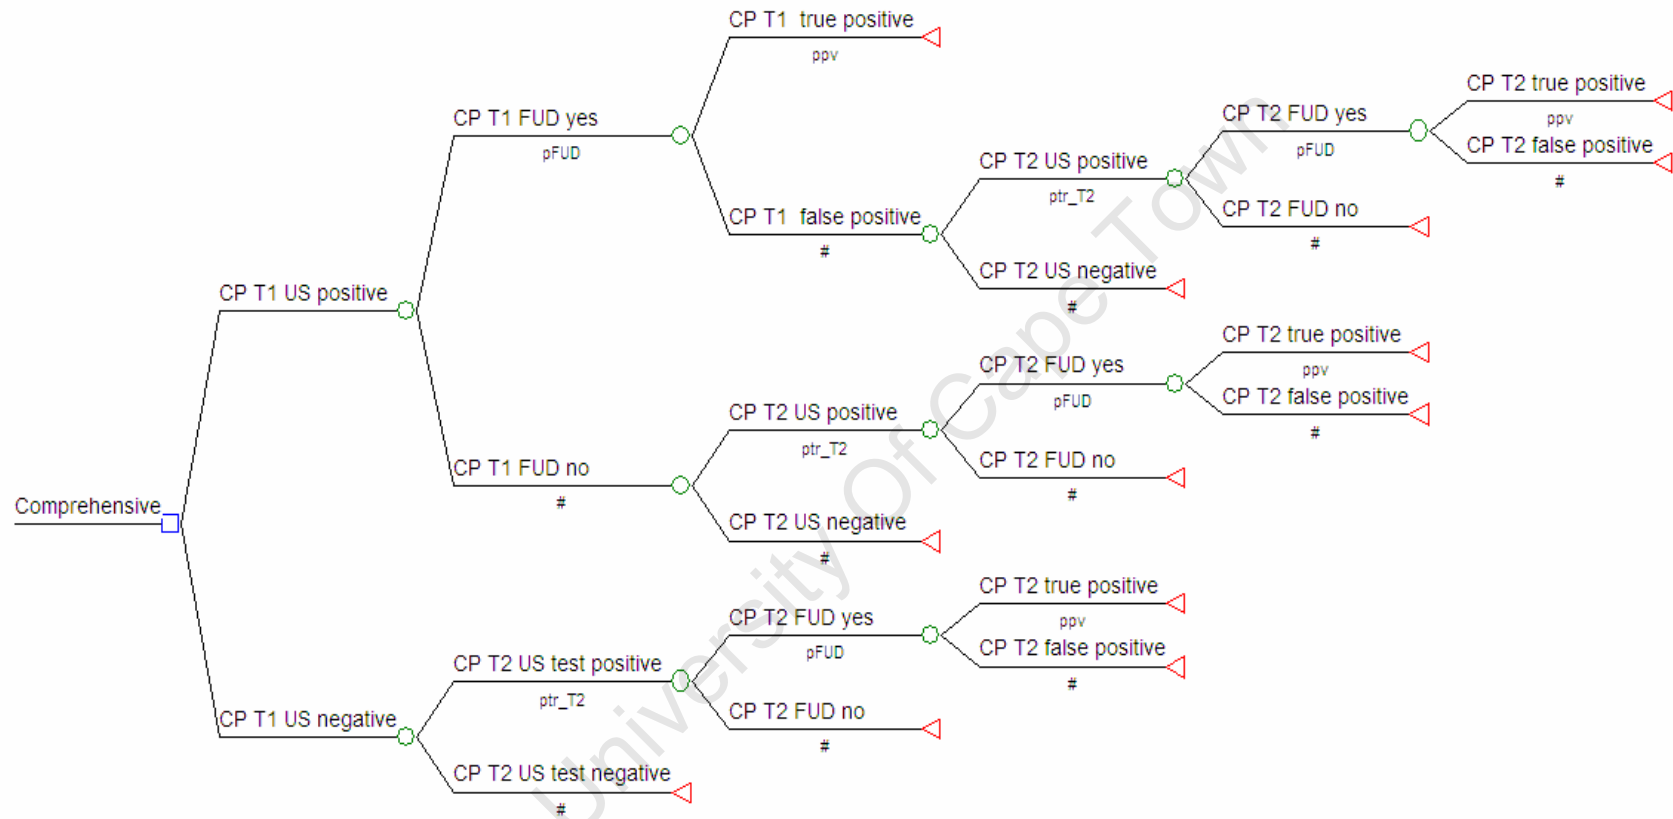 CP T1  true positive
ppv
CP T2 true positive
ppv
CP T1 FUD yes
pFUD
CP T2 FUD yes
pFUD
CP T2 false positive
#
CP T2 US positive
ptr_T2
CP T1  false positive
#
CP T2 FUD no
#
CP T2 US negative
#
CP T1 US positive
CP T2 true positive
ppv
CP T2 FUD yes
pFUD
CP T2 false positive
#
CP T2 US positive
ptr_T2
CP T1 FUD no
#
CP T2 FUD no
#
CP T2 US negative
#
Comprehensive
CP T2 true positive
ppv
CP T2 FUD yes
pFUD
CP T2 false positive
#
CP T2 US test positive
ptr_T2
CP T1 US negative
CP T2 FUD no
#
CP T2 US test negative
#
University Of Cape Town